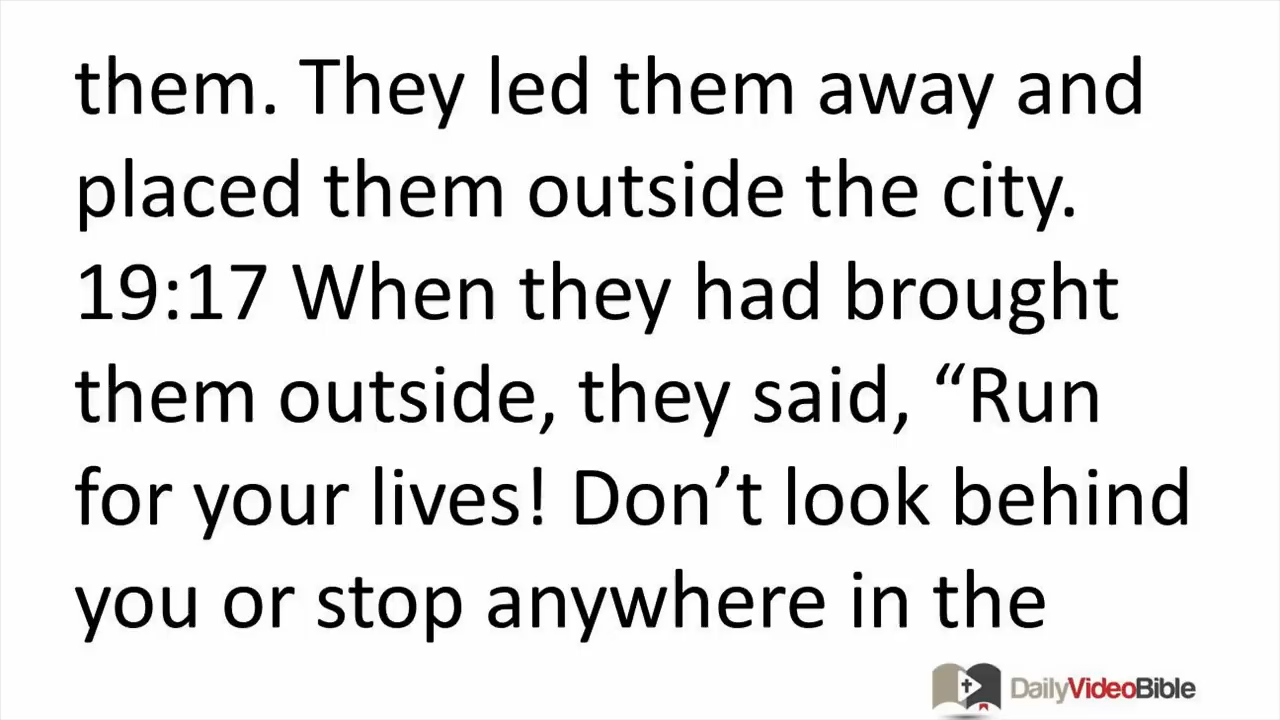 them. They led them away and
placed them outside the city.
19:17 When they had brought
them outside, they said, “Run
for your lives! Don’t look behind
you or stop anywhere in the
DailyVideoBible